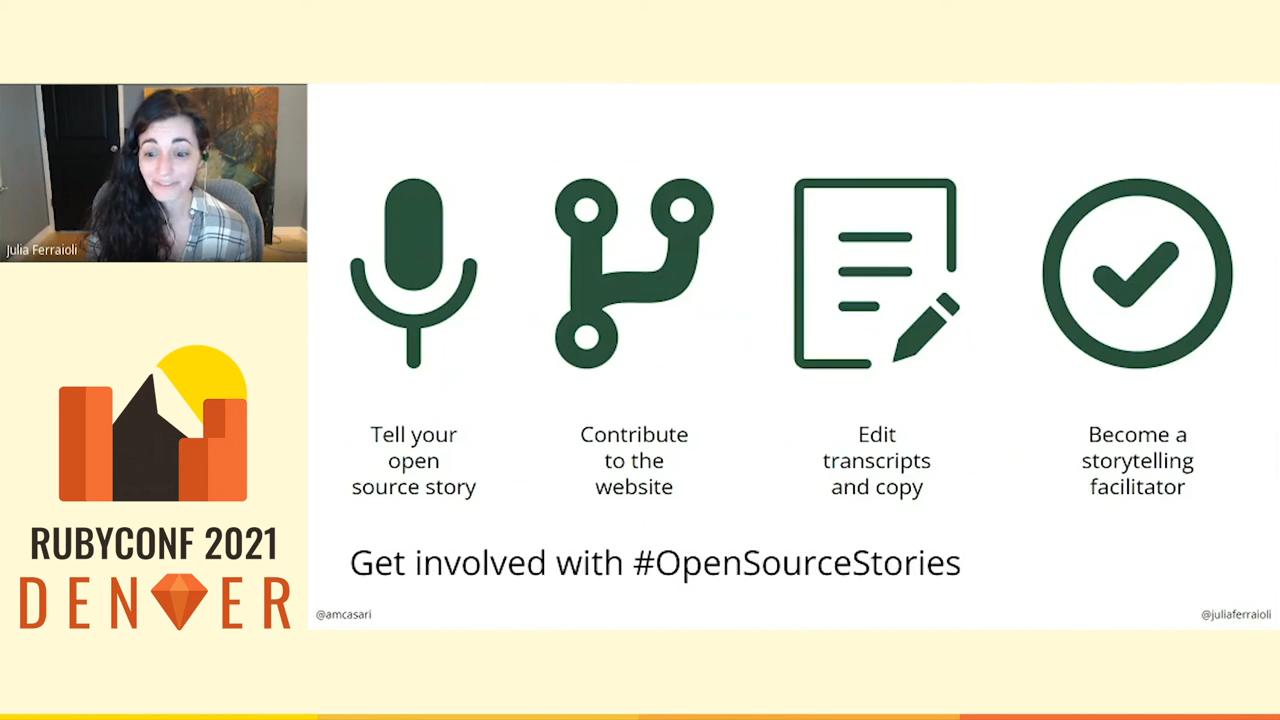 Julia Ferraioli
RUBYCONF 2021
DENVER
Tell your
open
source story
Contribute
to the
website
Edit
transcripts
and copy
Become a
storytelling
facilitator
Get involved with #OpenSourceStories
@amcasari
@juliaferraioli